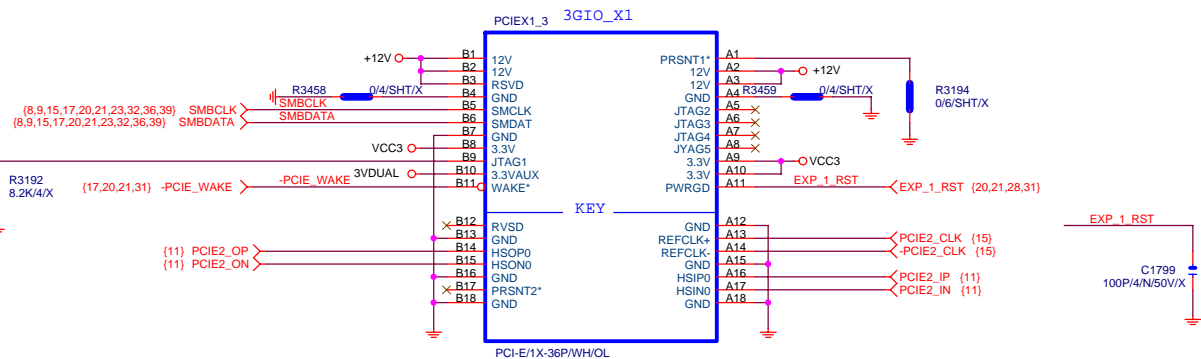 3GIO_X1
PCIEX1_3
+12V
B1 12V
B2 12V
B3 RSVD
R3458 0/4/SHT/X
B4 GND
{8,9,15,17,20,21,23,32,36,39} SMBCLK SMBCLK B5 SMCLK
{8,9,15,17,20,21,23,32,36,39} SMBDATA SMBDATA B6 SMDAT
B7 GND
VCC3 B8 3.3V
B9 JTAG1
3VDUAL B10 3.3VAUX
R3192
8.2K/4/X
{17,20,21,31} -PCIE_WAKE -PCIE_WAKE B11 WAKE*
KEY
B12 RVSD
B13 GND
{11} PCIE2_OP B14 HSOP0
{11} PCIE2_ON B15 HSON0
B16 GND
B17 PRSNT2*
B18 GND
PRSNT1* A1
12V A2 +12V
12V A3
GND A4 R3459 0/4/SHT/X
R3194
0/6/SHT/X
JTAG2 A5
JTAG3 A6
JTAG4 A7
JYAG5 A8
3.3V A9 VCC3
3.3V A10
PWRGD A11 EXP_1_RST EXP_1_RST {20,21,28,31}
GND A12
REFCLK+ A13 PCIE2_CLK {15}
REFCLK- A14 -PCIE2_CLK {15}
GND A15
HSIP0 A16 PCIE2_IP {11}
HSIN0 A17 PCIE2_IN {11}
GND A18
EXP_1_RST
C1799
100P/4/N/50V/X
PCI-E/1X-36P/WH/OL